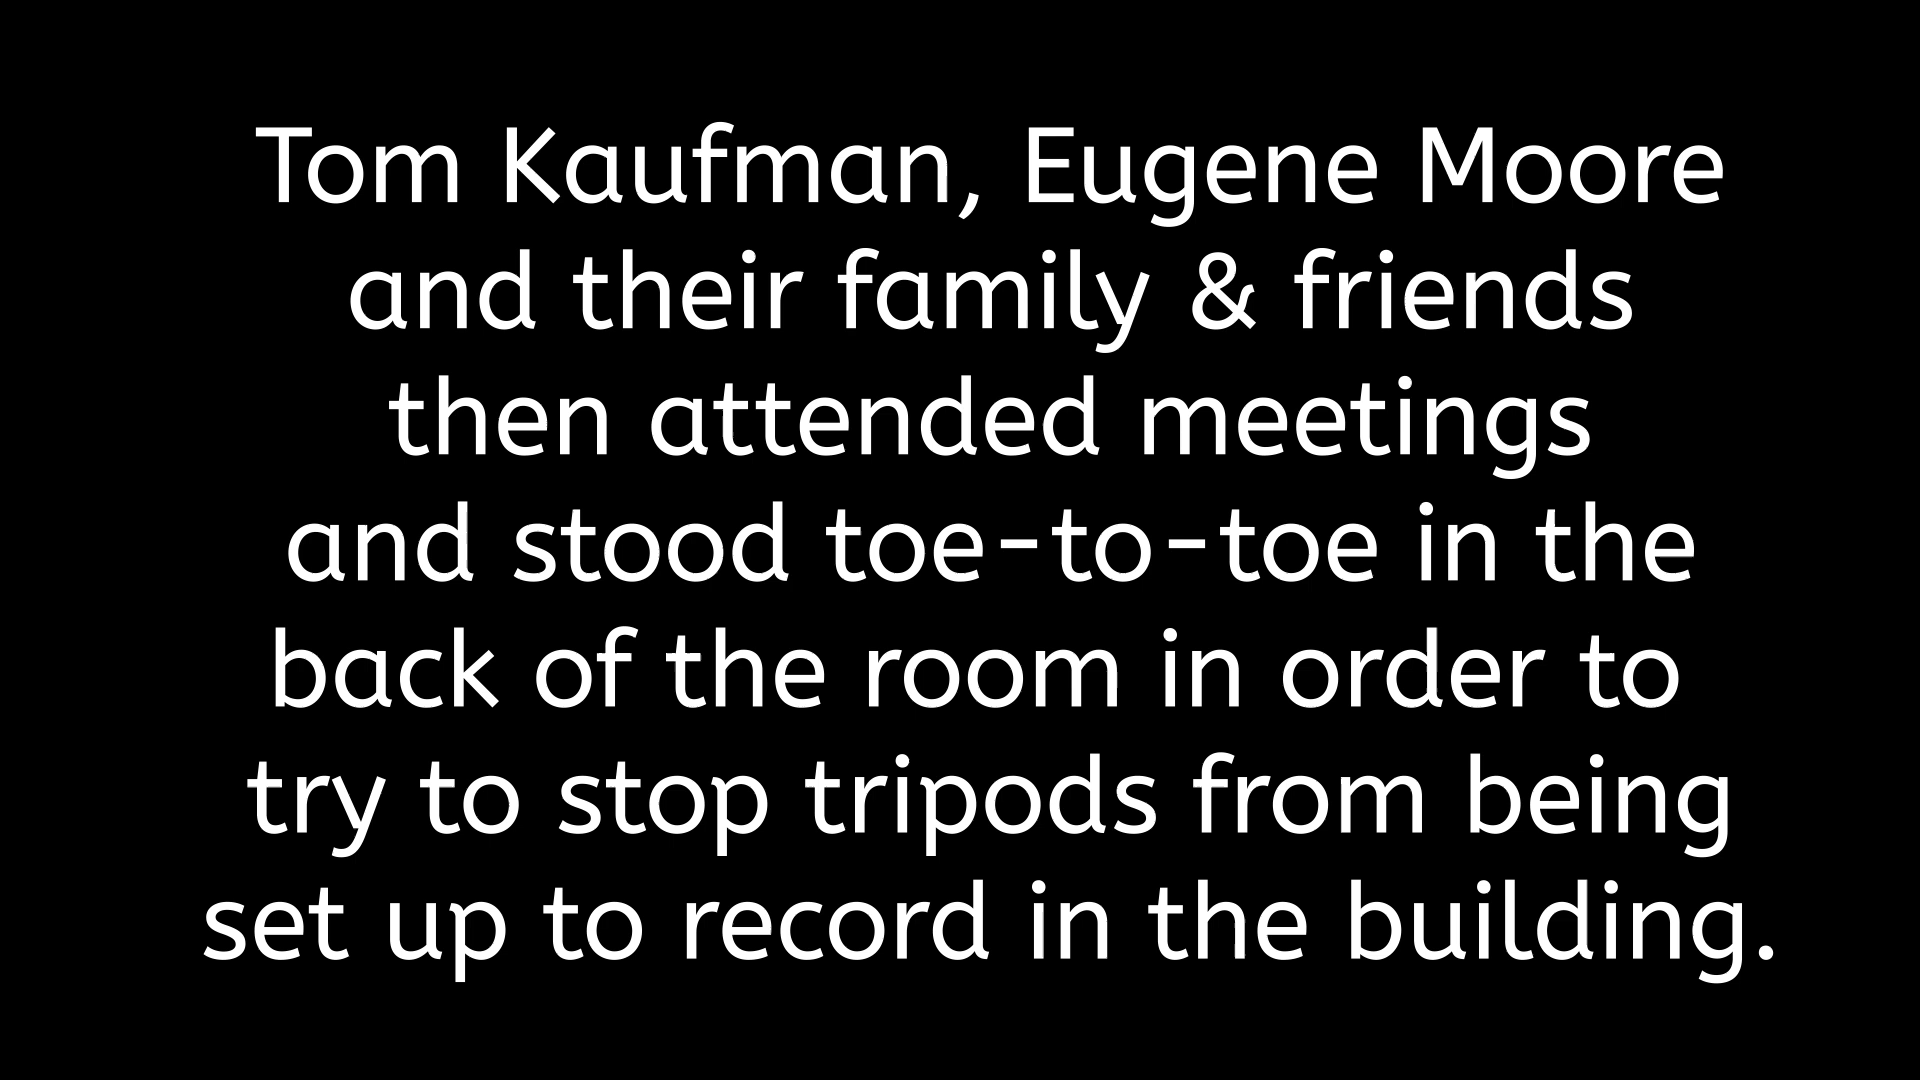 Tom Kaufman, Eugene Moore
and their family & friends
then attended meetings
and stood toe-to-toe in the
back of the room in order to
try to stop tripods from being
set up to record in the building.